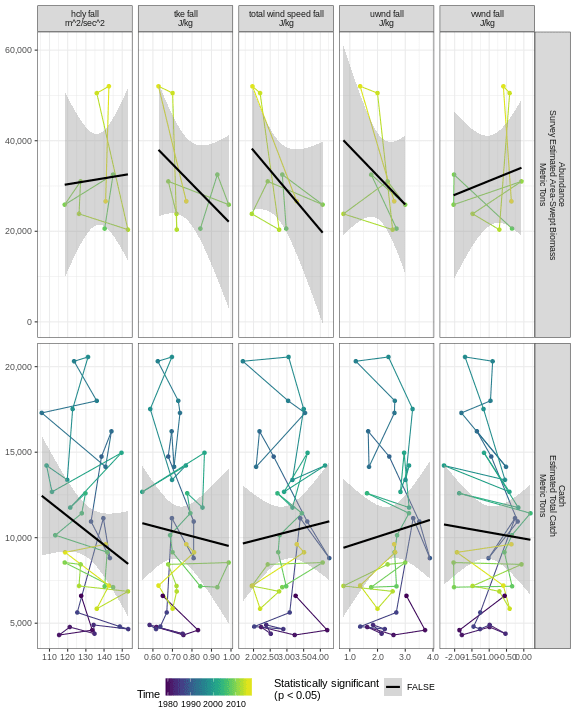 hdly fall
m^2/sec^2
tke fall
J/kg
total wind speed fall
J/kg
uwnd fall
J/kg
vwnd fall
J/kg
60,000
40,000
20,000
0
Abundance
Survey Estimated Area-Swept Biomass
Metric Tons
20,000
15,000
10,000
5,000
Catch
Estimated Total Catch
Metric Tons
110 120 130 140 150
0.60 0.70 0.80 0.90 1.00
2.00 2.50 3.00 3.50 4.00
1.0 2.0 3.0 4.0
-2.00 -1.50 -1.00 -0.50 0.00
Time
1980 1990 2000 2010
Statistically significant
(p < 0.05)
FALSE